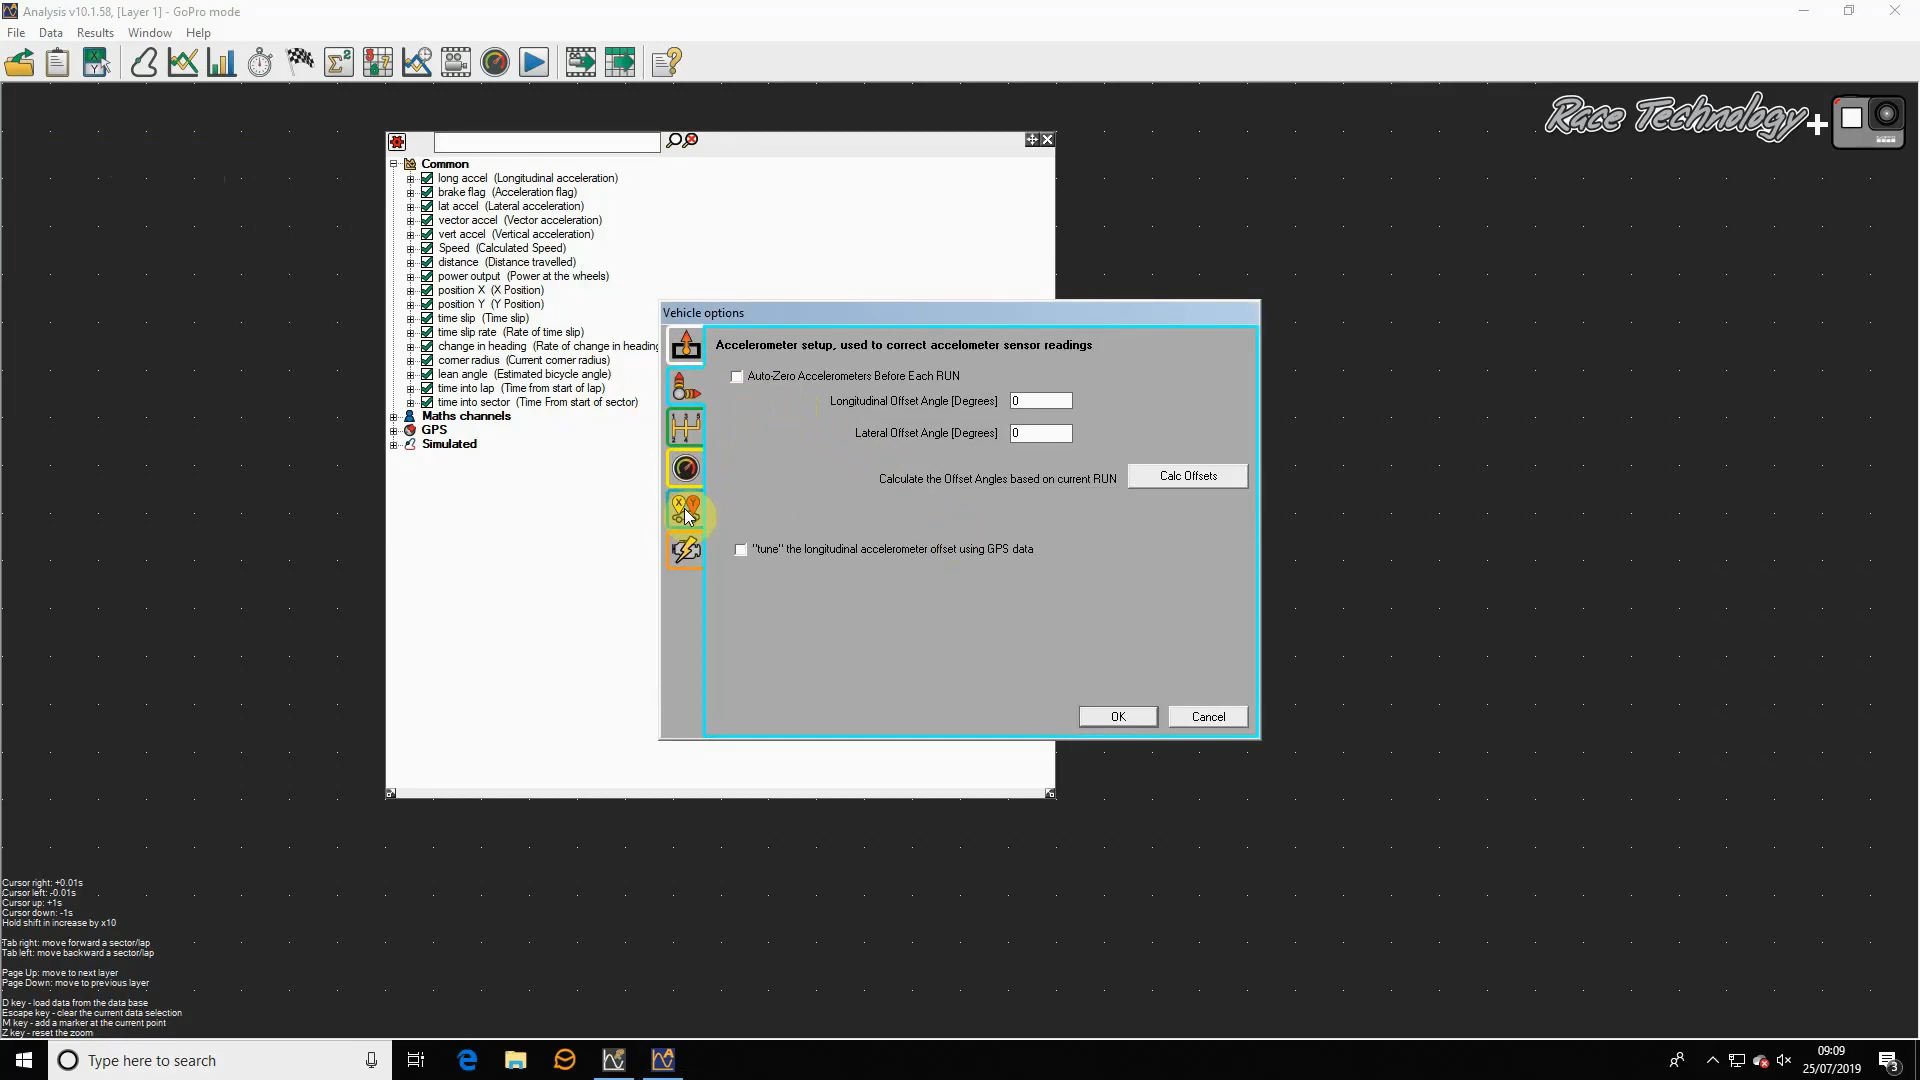 Analysis v10.1.58, [Layer 1] - GoPro mode
File Data Results Window Help
Race Technology +
Common
long accel (Longitudinal acceleration)
brake flag (Acceleration flag)
lat accel (Lateral acceleration)
vector accel (Vector acceleration)
vert accel (Vertical acceleration)
Speed (Calculated Speed)
distance (Distance travelled)
power output (Power at the wheels)
position X (X Position)
position Y (Y Position)
time slip (Time slip)
time slip rate (Rate of time slip)
change in heading (Rate of change in heading
corner radius (Current corner radius)
lean angle (Estimated bicycle angle)
time into lap (Time from start of lap)
time into sector (Time From start of sector)
Maths channels
GPS
Simulated
Vehicle options
Accelerometer setup, used to correct accelometer sensor readings
Auto-Zero Accelerometers Before Each RUN
Longitudinal Offset Angle [Degrees] 0
Lateral Offset Angle [Degrees] 0
Calculate the Offset Angles based on current RUN Calc Offsets
"tune" the longitudinal accelerometer offset using GPS data
OK Cancel
Cursor right: +0.01s
Cursor left: -0.01s
Cursor up: +1s
Cursor down: -1s
Hold shift in increase by x10
Tab right: move forward a sector/lap
Tab left: move backward a sector/lap
Page Up: move to next layer
Page Down: move to previous layer
D key - load data from the data base
Escape key - clear the current data selection
M key - add a marker at the current point
Z key - reset the zoom
Type here to search
09:09
25/07/2019
3